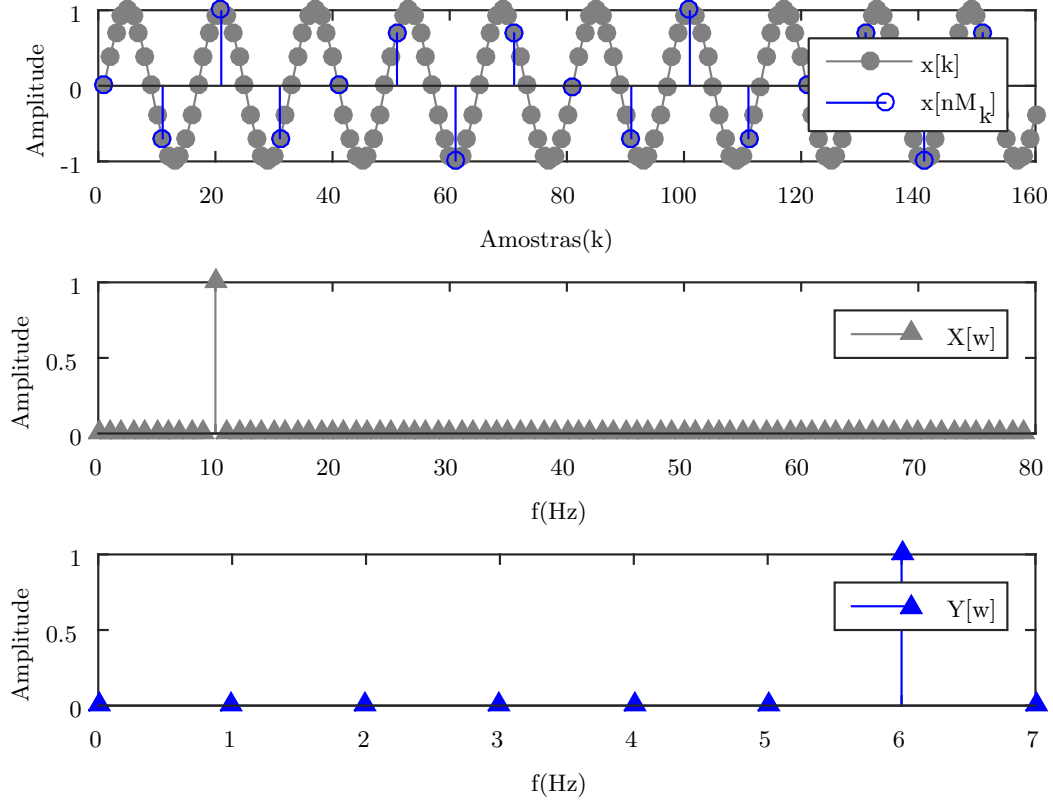 Amplitude
1
0
-1
x[k]
x[nM_k]
0 20 40 60 80 100 120 140 160
Amostras(k)
Amplitude
1
0.5
0
X[w]
0 10 20 30 40 50 60 70 80
f(Hz)
Amplitude
1
0.5
0
Y[w]
0 1 2 3 4 5 6 7
f(Hz)